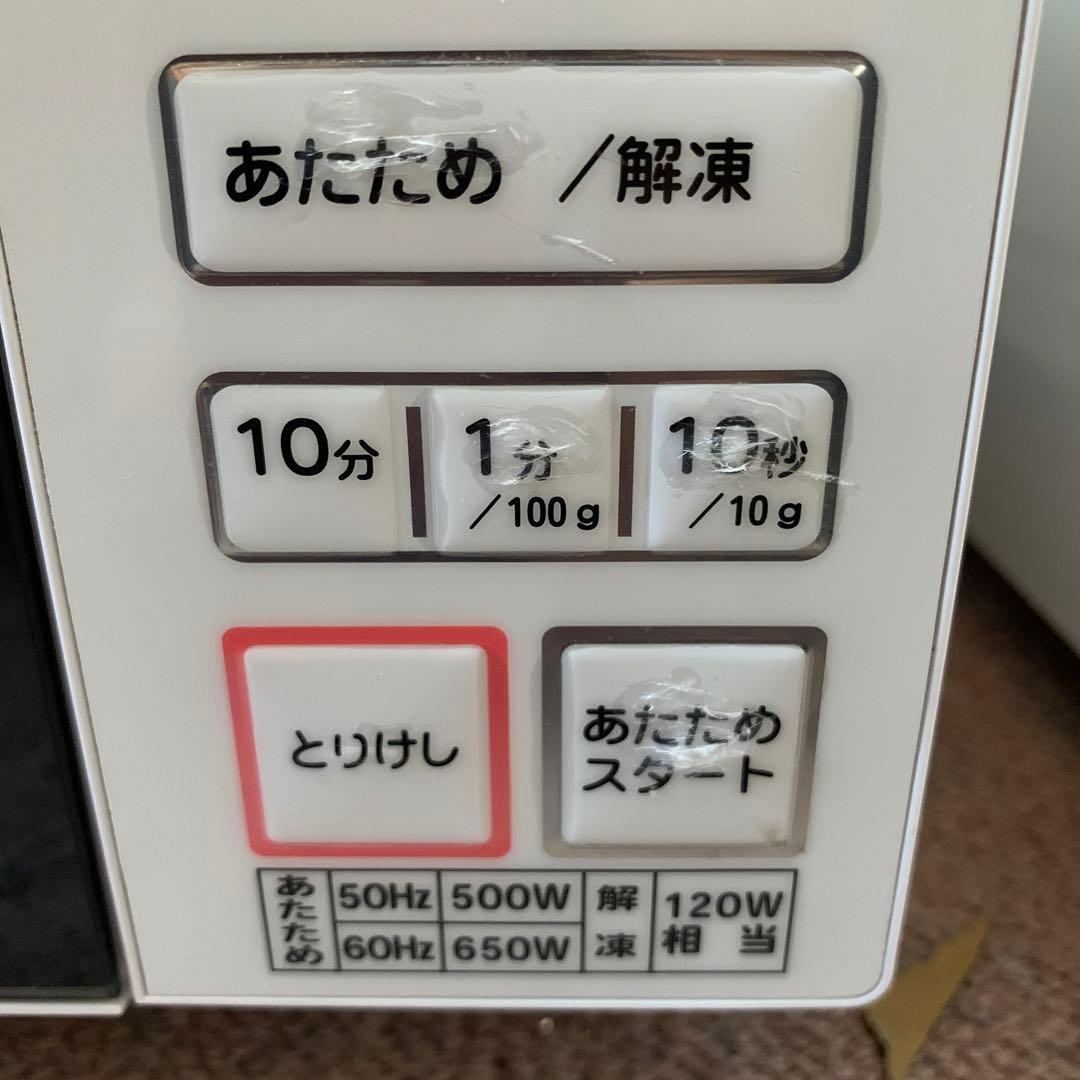 あたため ／解凍
10分
1分
／100g
10秒
／10g
とりけし
あたため
スタート
あたため
50Hz 500W
60Hz 650W
解凍
120W
相当